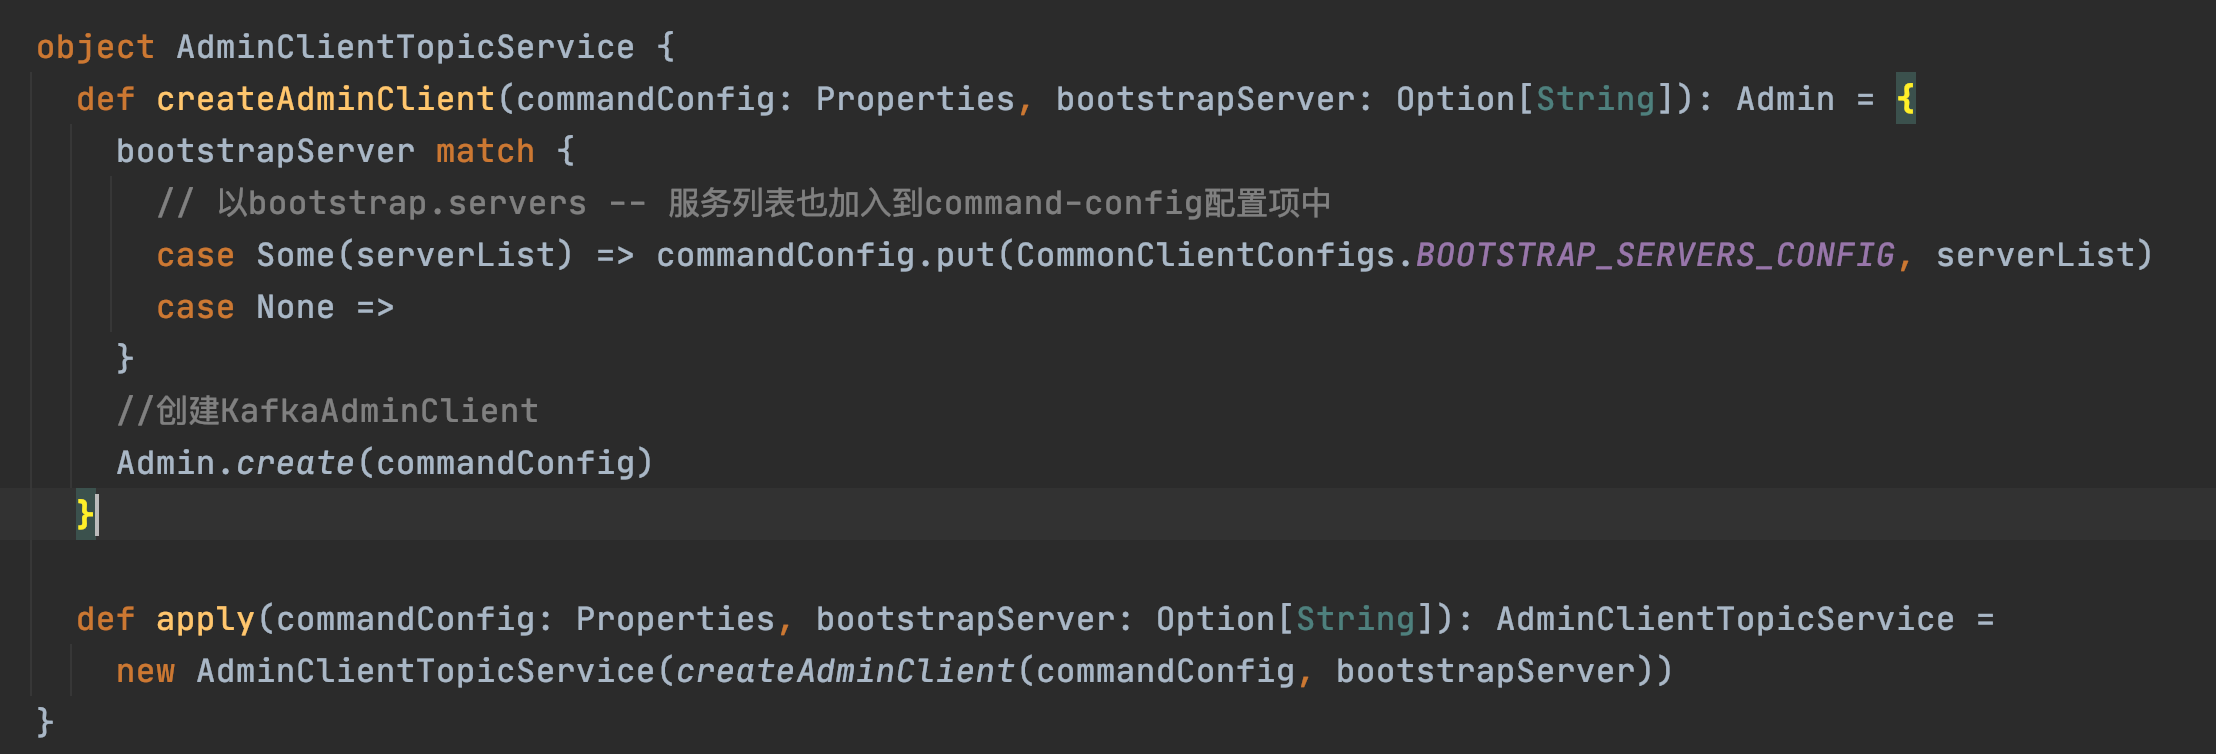 object AdminClientTopicService {
  def createAdminClient(commandConfig: Properties, bootstrapServer: Option[String]): Admin = {
    bootstrapServer match {
      // 以bootstrap.servers -- 服务列表也加入到command-config配置项中
      case Some(serverList) => commandConfig.put(CommonClientConfigs.BOOTSTRAP_SERVERS_CONFIG, serverList)
      case None =>
    }
    //创建KafkaAdminClient
    Admin.create(commandConfig)
  }
  def apply(commandConfig: Properties, bootstrapServer: Option[String]): AdminClientTopicService =
    new AdminClientTopicService(createAdminClient(commandConfig, bootstrapServer))
}